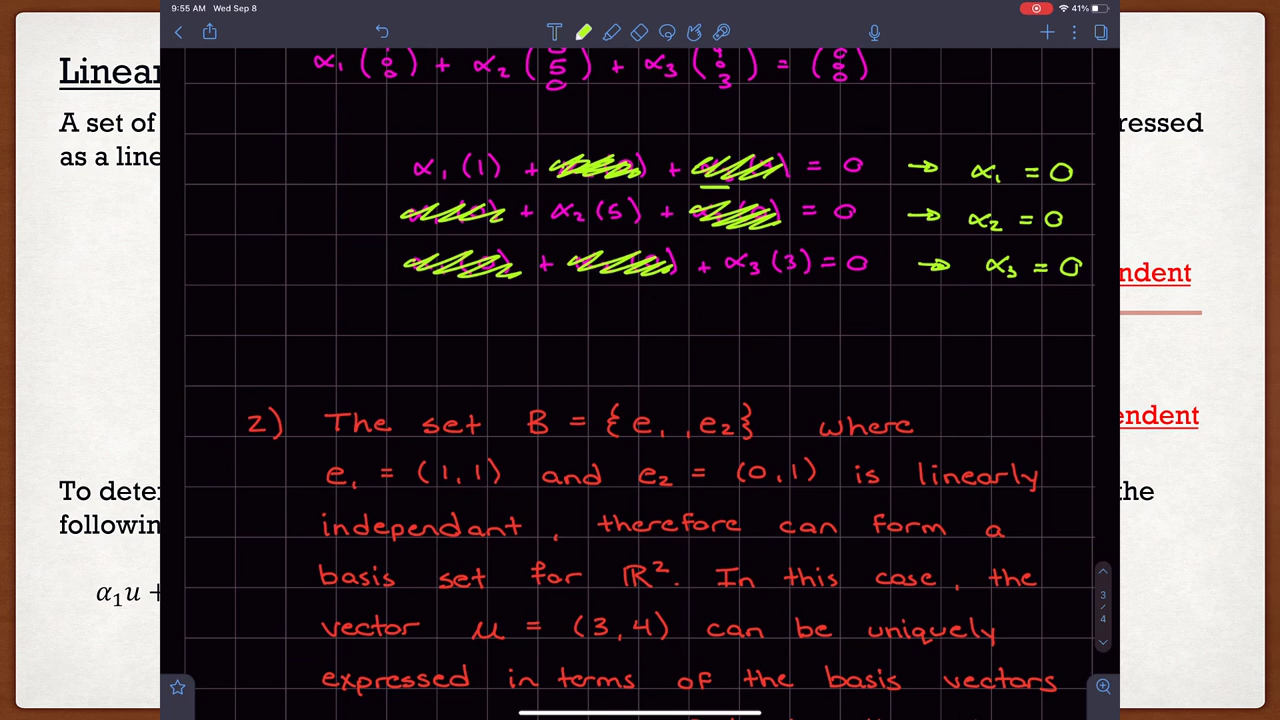 9:55 AM Wed Sep 8
41%
Linear
A set of
ressed
as a line
α₁ ( ) + α₂ ( 5 0 ) + α₃ ( 0 3 ) = ( 0 0 )
α₁ (1) + + = 0 → α₁ = 0
+ α₂ (5) + = 0 → α₂ = 0
+ + α₃ (3) = 0 → α₃ = 0
ndent
2) The set B = {e₁, e₂} where
e₁ = (1,1) and e₂ = (0,1) is linearly
independant, therefore can form a
basis set for ℝ². In this case, the
vector u = (3,4) can be uniquely
expressed in terms of the basis vectors
endent
To dete
the
followin
α₁u +
3 / 4